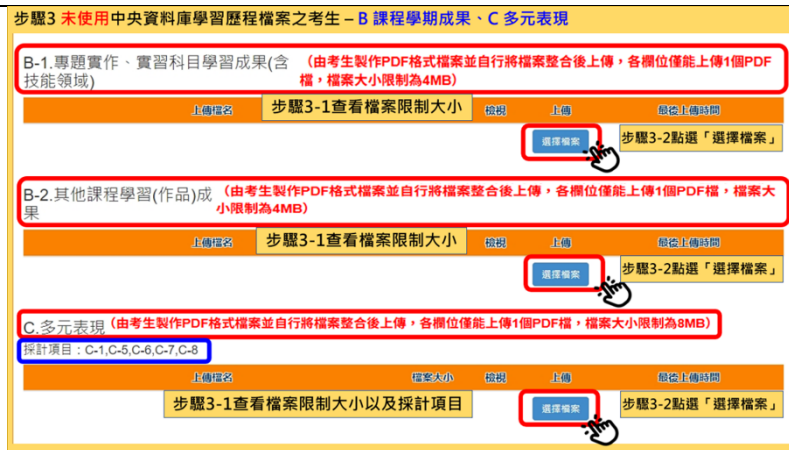 步驟3 未使用中央資料庫學習歷程檔案之考生 – B 課程學期成果、C 多元表現
B-1.專題實作、實習科目學習成果(含技能領域)
（由考生製作PDF格式檔案並自行將檔案整合後上傳，各欄位僅能上傳1個PDF檔，檔案大小限制為4MB）
上傳檔名 步驟3-1查看檔案限制大小 檢視 上傳 最後上傳時間
選擇檔案 步驟3-2點選「選擇檔案」
B-2.其他課程學習(作品)成果
（由考生製作PDF格式檔案並自行將檔案整合後上傳，各欄位僅能上傳1個PDF檔，檔案大小限制為4MB）
上傳檔名 步驟3-1查看檔案限制大小 檢視 上傳 最後上傳時間
選擇檔案 步驟3-2點選「選擇檔案」
C.多元表現（由考生製作PDF格式檔案並自行將檔案整合後上傳，各欄位僅能上傳1個PDF檔，檔案大小限制為8MB）
採計項目：C-1,C-5,C-6,C-7,C-8
上傳檔名 檔案大小 檢視 上傳 最後上傳時間
步驟3-1查看檔案限制大小以及採計項目 選擇檔案 步驟3-2點選「選擇檔案」